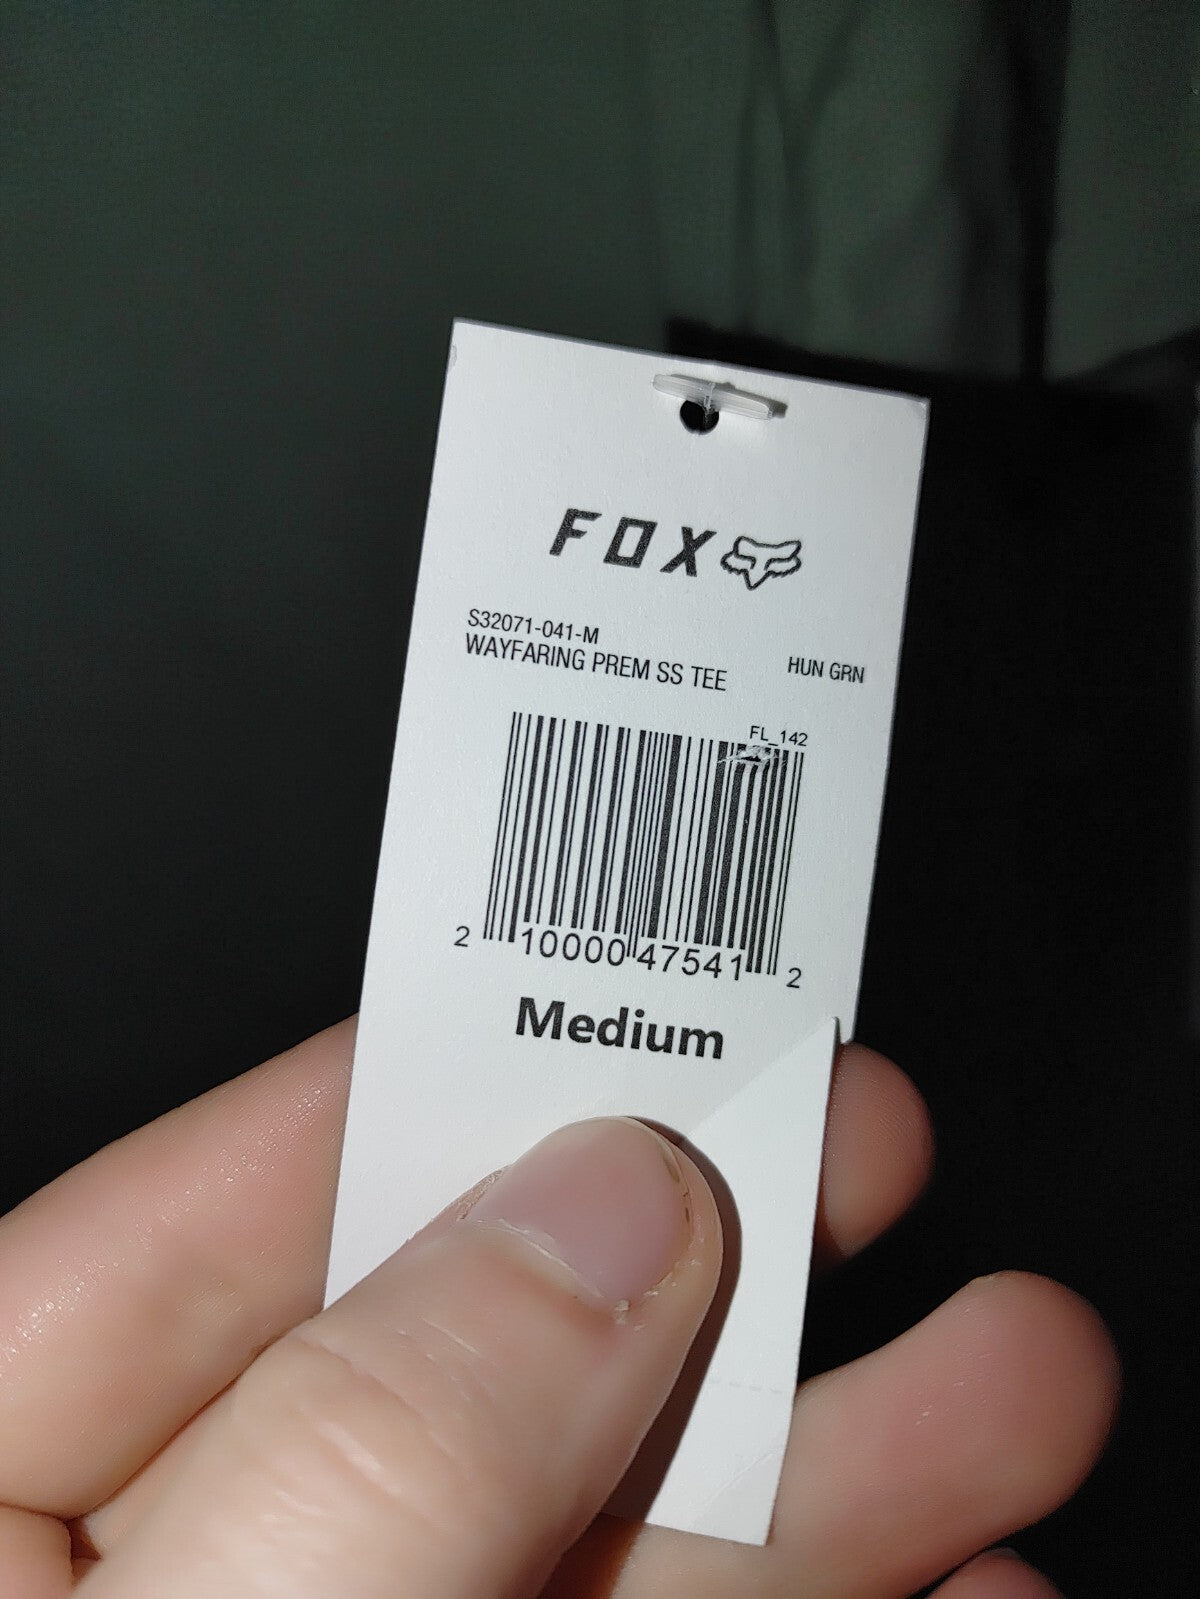 FOX
S32071-041-M
WAYFARING PREM SS TEE HUN GRN
FL_142
2 10000 47541 2
Medium